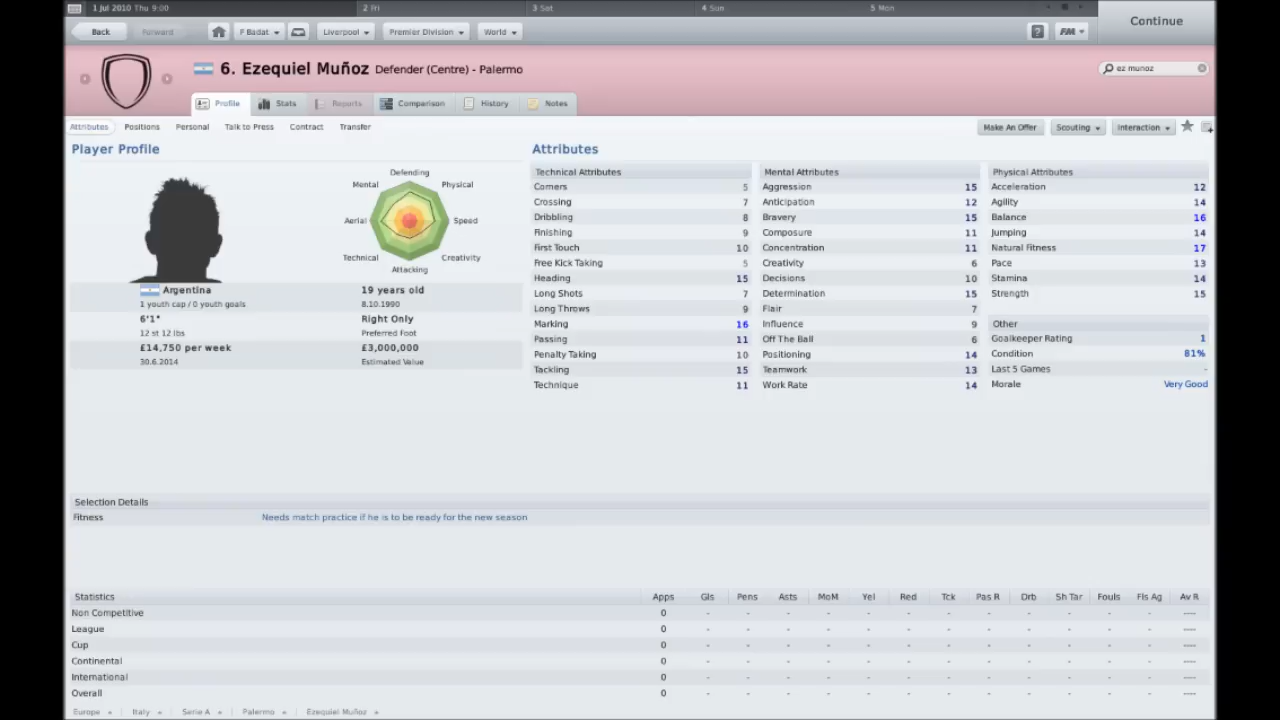 1 Jul 2010 Thu 9:00 2 Fri 3 Sat 4 Sun 5 Mon
Continue
Back Forward P Badat Liverpool Premier Division World ? FM
6. Ezequiel Muñoz Defender (Centre) - Palermo ez munoz
Profile Stats Reports Comparison History Notes
Attributes Positions Personal Talk to Press Contract Transfer Make An Offer Scouting Interaction
Player Profile
Defending
Mental Physical
Aerial Speed
Technical Creativity
Attacking
Argentina 19 years old
1 youth cap / 0 youth goals 8.10.1990
6'1" Right Only
12 st 12 lbs Preferred Foot
£14,750 per week £3,000,000
30.6.2014 Estimated Value
Attributes
Technical Attributes
Corners 5
Crossing 7
Dribbling 8
Finishing 9
First Touch 10
Free Kick Taking 5
Heading 15
Long Shots 7
Long Throws 9
Marking 16
Passing 11
Penalty Taking 10
Tackling 15
Technique 11
Mental Attributes
Aggression 15
Anticipation 12
Bravery 15
Composure 11
Concentration 11
Creativity 6
Decisions 10
Determination 15
Flair 7
Influence 9
Off The Ball 6
Positioning 14
Teamwork 13
Work Rate 14
Physical Attributes
Acceleration 12
Agility 14
Balance 16
Jumping 14
Natural Fitness 17
Pace 13
Stamina 14
Strength 15
Other
Goalkeeper Rating 1
Condition 81%
Last 5 Games -
Morale Very Good
Selection Details
Fitness Needs match practice if he is to be ready for the new season
Statistics Apps Gls Pens Asts MoM Yel Red Tck Pas R Drb Sh Tar Fouls Fls Ag Av R
Non Competitive 0 - - - - - - - - - - - - ----
League 0 - - - - - - - - - - - - ----
Cup 0 - - - - - - - - - - - - ----
Continental 0 - - - - - - - - - - - - ----
International 0 - - - - - - - - - - - - ----
Overall 0 - - - - - - - - - - - - ----
Europe Italy Serie A Palermo Ezequiel Muñoz